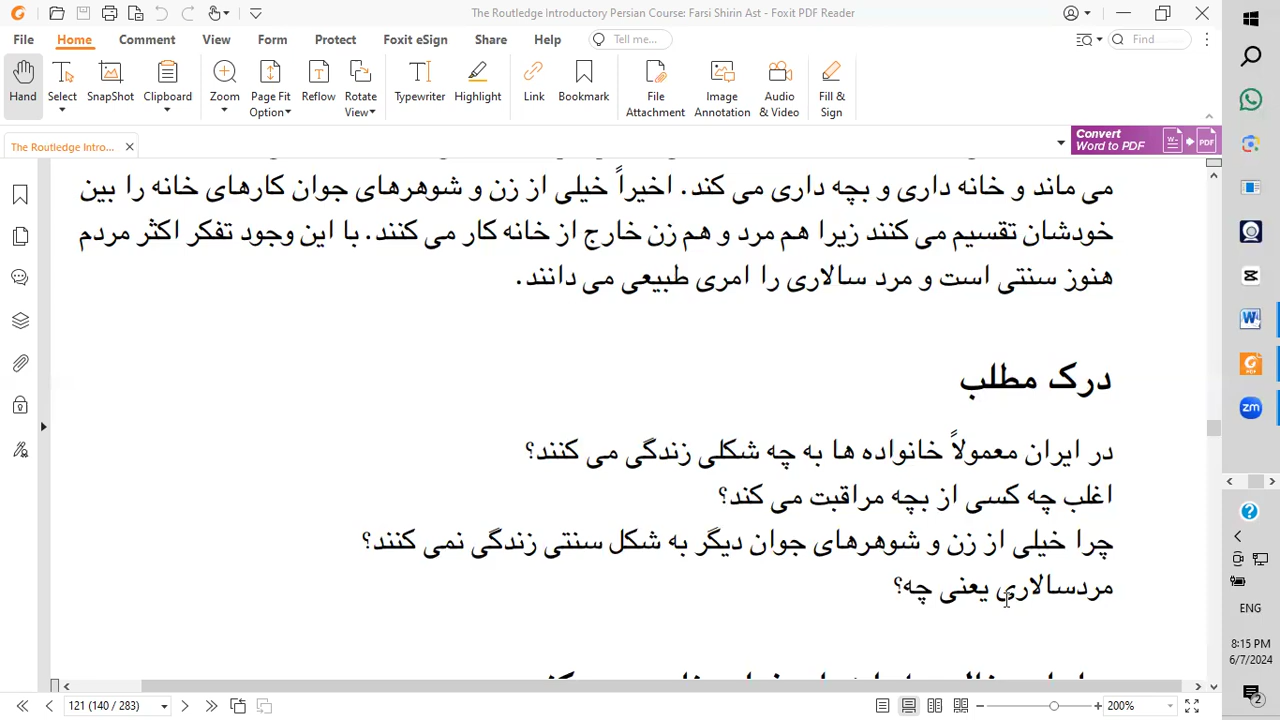 The Routledge Introductory Persian Course: Farsi Shirin Ast - Foxit PDF Reader
File Home Comment View Form Protect Foxit eSign Share Help Tell me... Find
Hand Select SnapShot Clipboard Zoom Page Fit Option Reflow Rotate View Typewriter Highlight Link Bookmark File Attachment Image Annotation Audio & Video Fill & Sign
The Routledge Intro...
Convert Word to PDF
می ماند و خانه داری و بچه داری می کند. اخیراً خیلی از زن و شوهرهای جوان کارهای خانه را بین
خودشان تقسیم می کنند زیرا هم مرد و هم زن خارج از خانه کار می کنند. با این وجود تفکر اکثر مردم
هنوز سنتی است و مرد سالاری را امری طبیعی می دانند.
درک مطلب
در ایران معمولاً خانواده ها به چه شکلی زندگی می کنند؟
اغلب چه کسی از بچه مراقبت می کند؟
چرا خیلی از زن و شوهرهای جوان دیگر به شکل سنتی زندگی نمی کنند؟
مردسالاری یعنی چه؟
121 (140 / 283)
200%
ENG
8:15 PM
6/7/2024
2